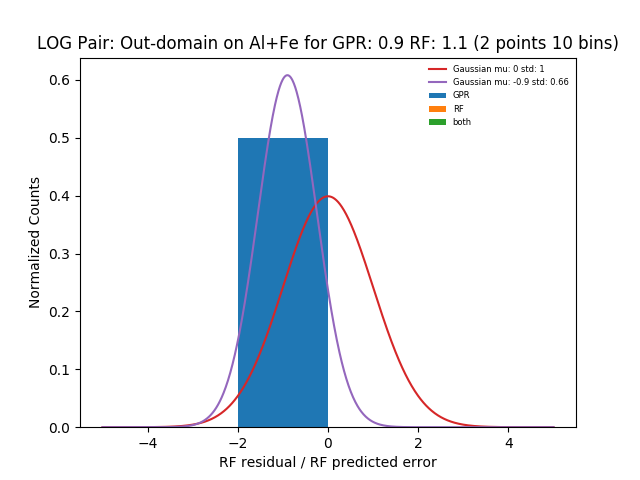 LOG Pair: Out-domain on Al+Fe for GPR: 0.9 RF: 1.1 (2 points 10 bins)
Gaussian mu: 0 std: 1
Gaussian mu: -0.9 std: 0.66
GPR
RF
both
Normalized Counts
0.6
0.5
0.4
0.3
0.2
0.1
0.0
−4 −2 0 2 4
RF residual / RF predicted error